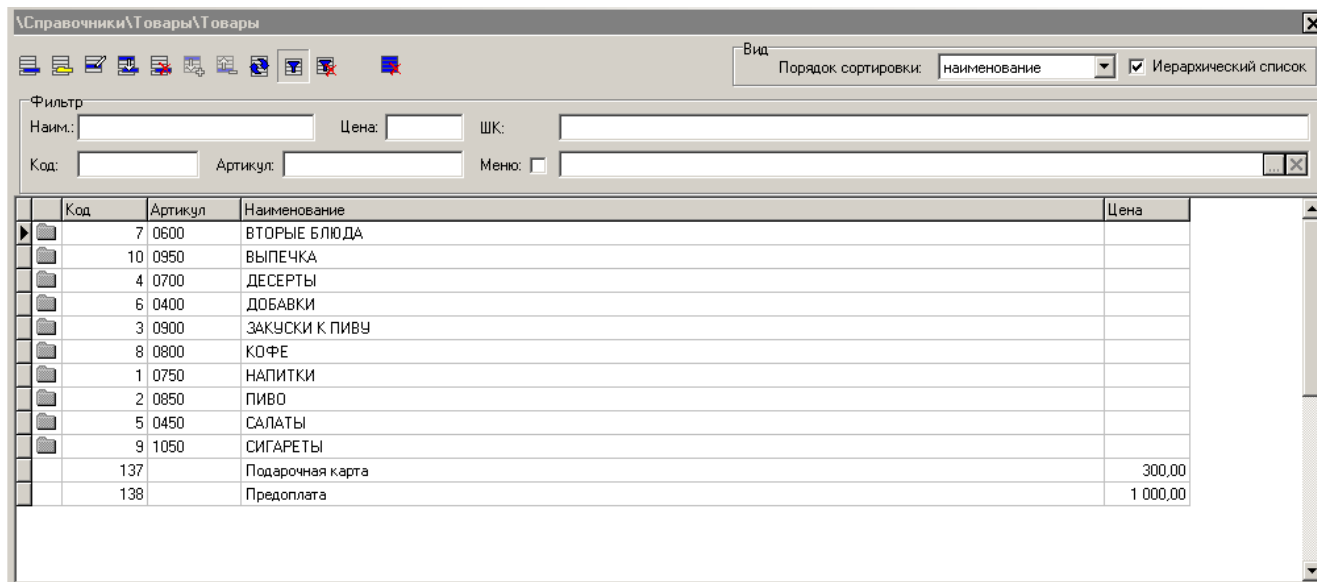 \Справочники\Товары\Товары
Вид
Порядок сортировки: наименование Иерархический список
Фильтр
Наим.: Цена: ШК:
Код: Артикул: Меню: ...
Код Артикул Наименование Цена
7 0600 ВТОРЫЕ БЛЮДА
10 0950 ВЫПЕЧКА
4 0700 ДЕСЕРТЫ
6 0400 ДОБАВКИ
3 0900 ЗАКУСКИ К ПИВУ
8 0800 КОФЕ
1 0750 НАПИТКИ
2 0850 ПИВО
5 0450 САЛАТЫ
9 1050 СИГАРЕТЫ
137 Подарочная карта 300,00
138 Предоплата 1 000,00